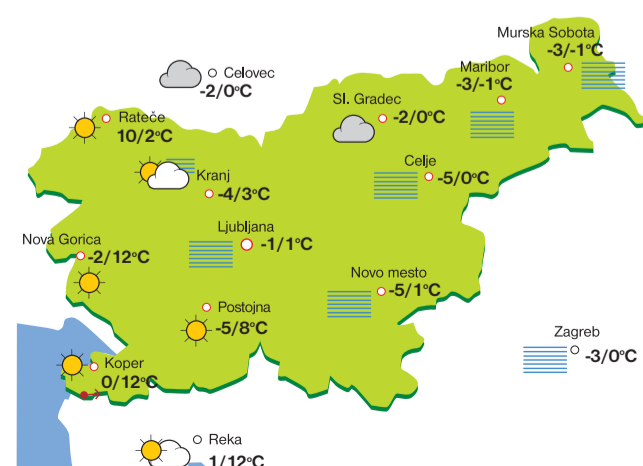 Murska Sobota
-3/-1°C
Celovec
-2/0°C
Maribor
-3/-1°C
Sl. Gradec
-2/0°C
Rateče
10/2°C
Celje
-5/0°C
Kranj
-4/3°C
Ljubljana
-1/1°C
Nová Gorica
-2/12°C
Novo mesto
-5/1°C
Postojna
-5/8°C
Zagreb
-3/0°C
Koper
0/12°C
Reka
1/12°C